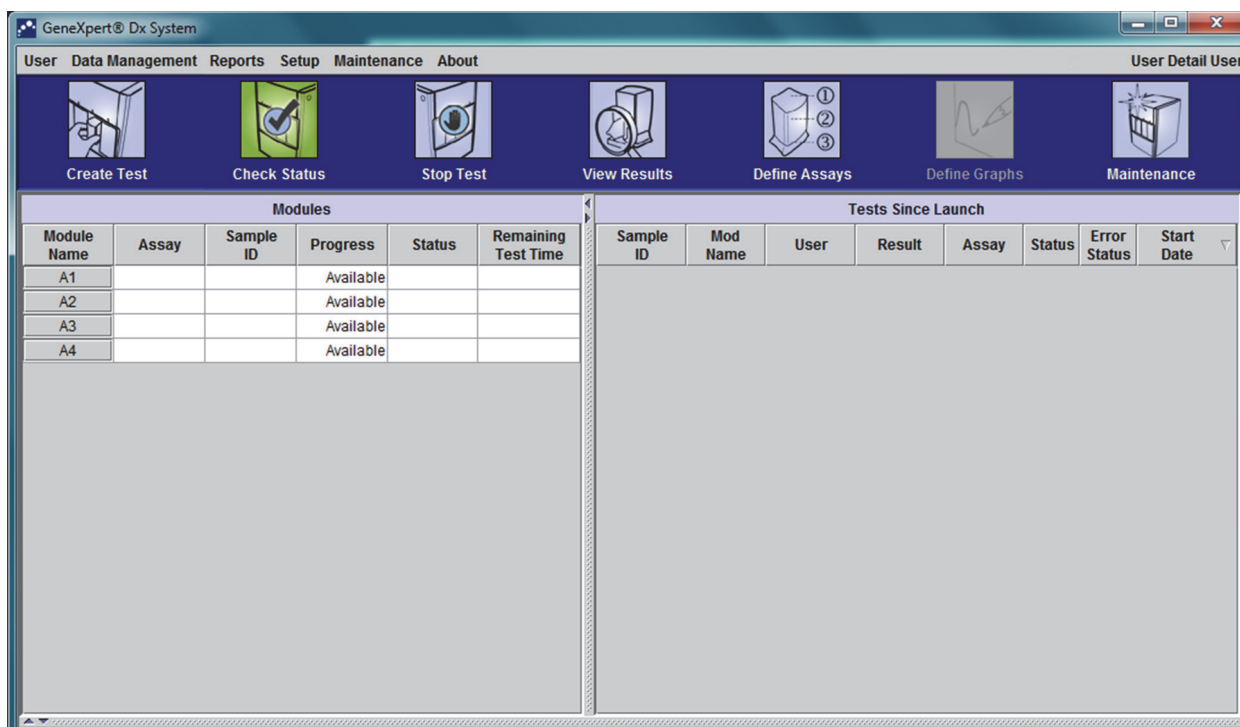 GeneXpert® Dx System
User Data Management Reports Setup Maintenance About User Detail User
① ② ③
Create Test Check Status Stop Test View Results Define Assays Define Graphs Maintenance
Modules
Module Name Assay Sample ID Progress Status Remaining Test Time
A1 Available
A2 Available
A3 Available
A4 Available
Tests Since Launch
Sample ID Mod Name User Result Assay Status Error Status Start Date